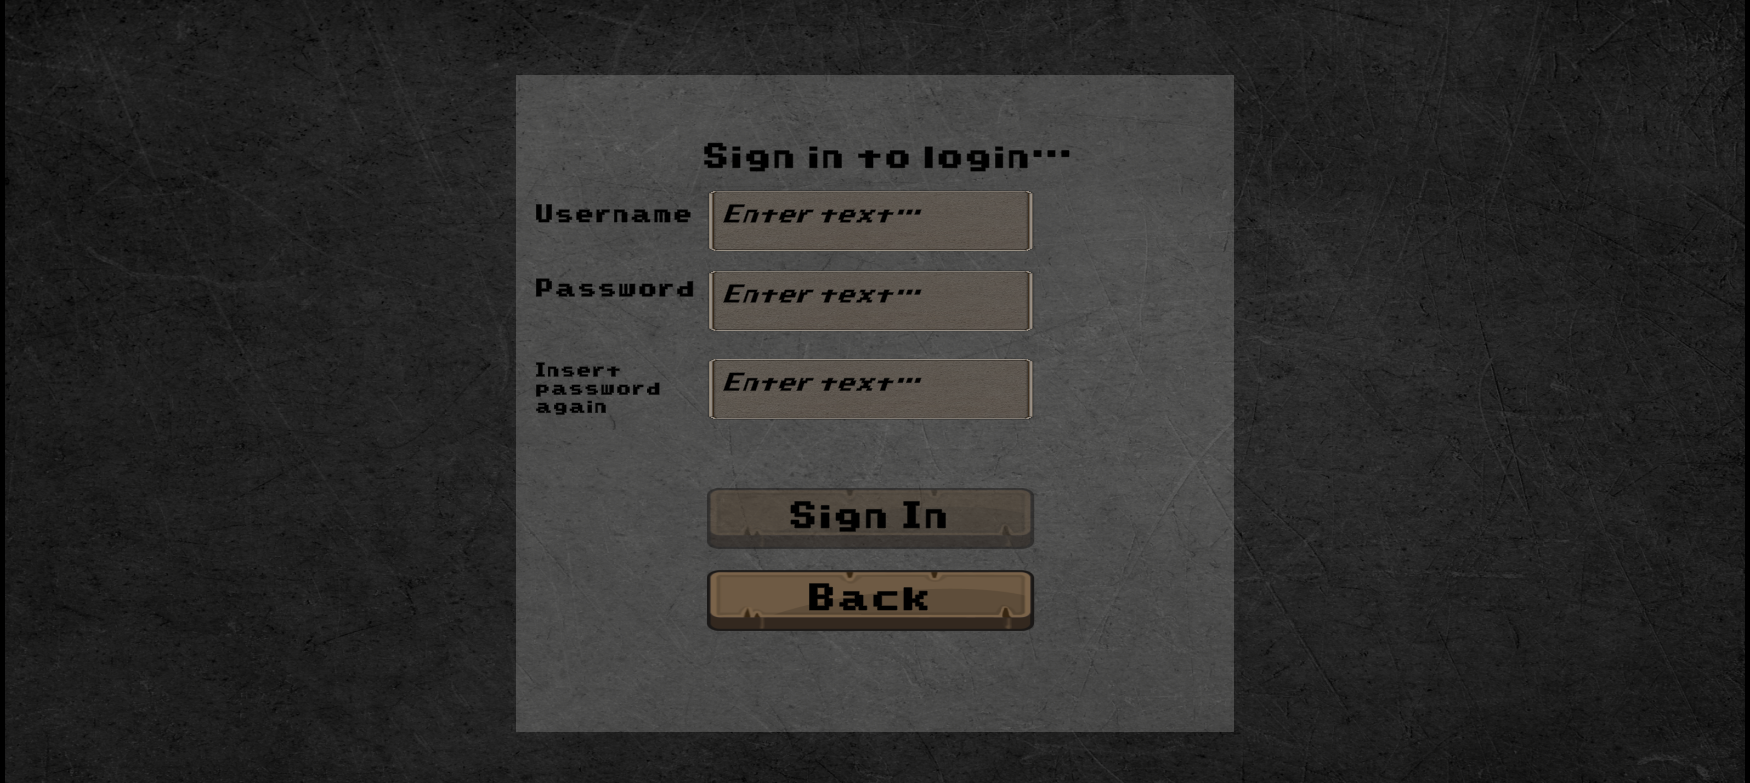 Sign in to login...
Username
Enter text...
Password
Enter text...
Insert
password
again
Enter text...
Sign In
Back